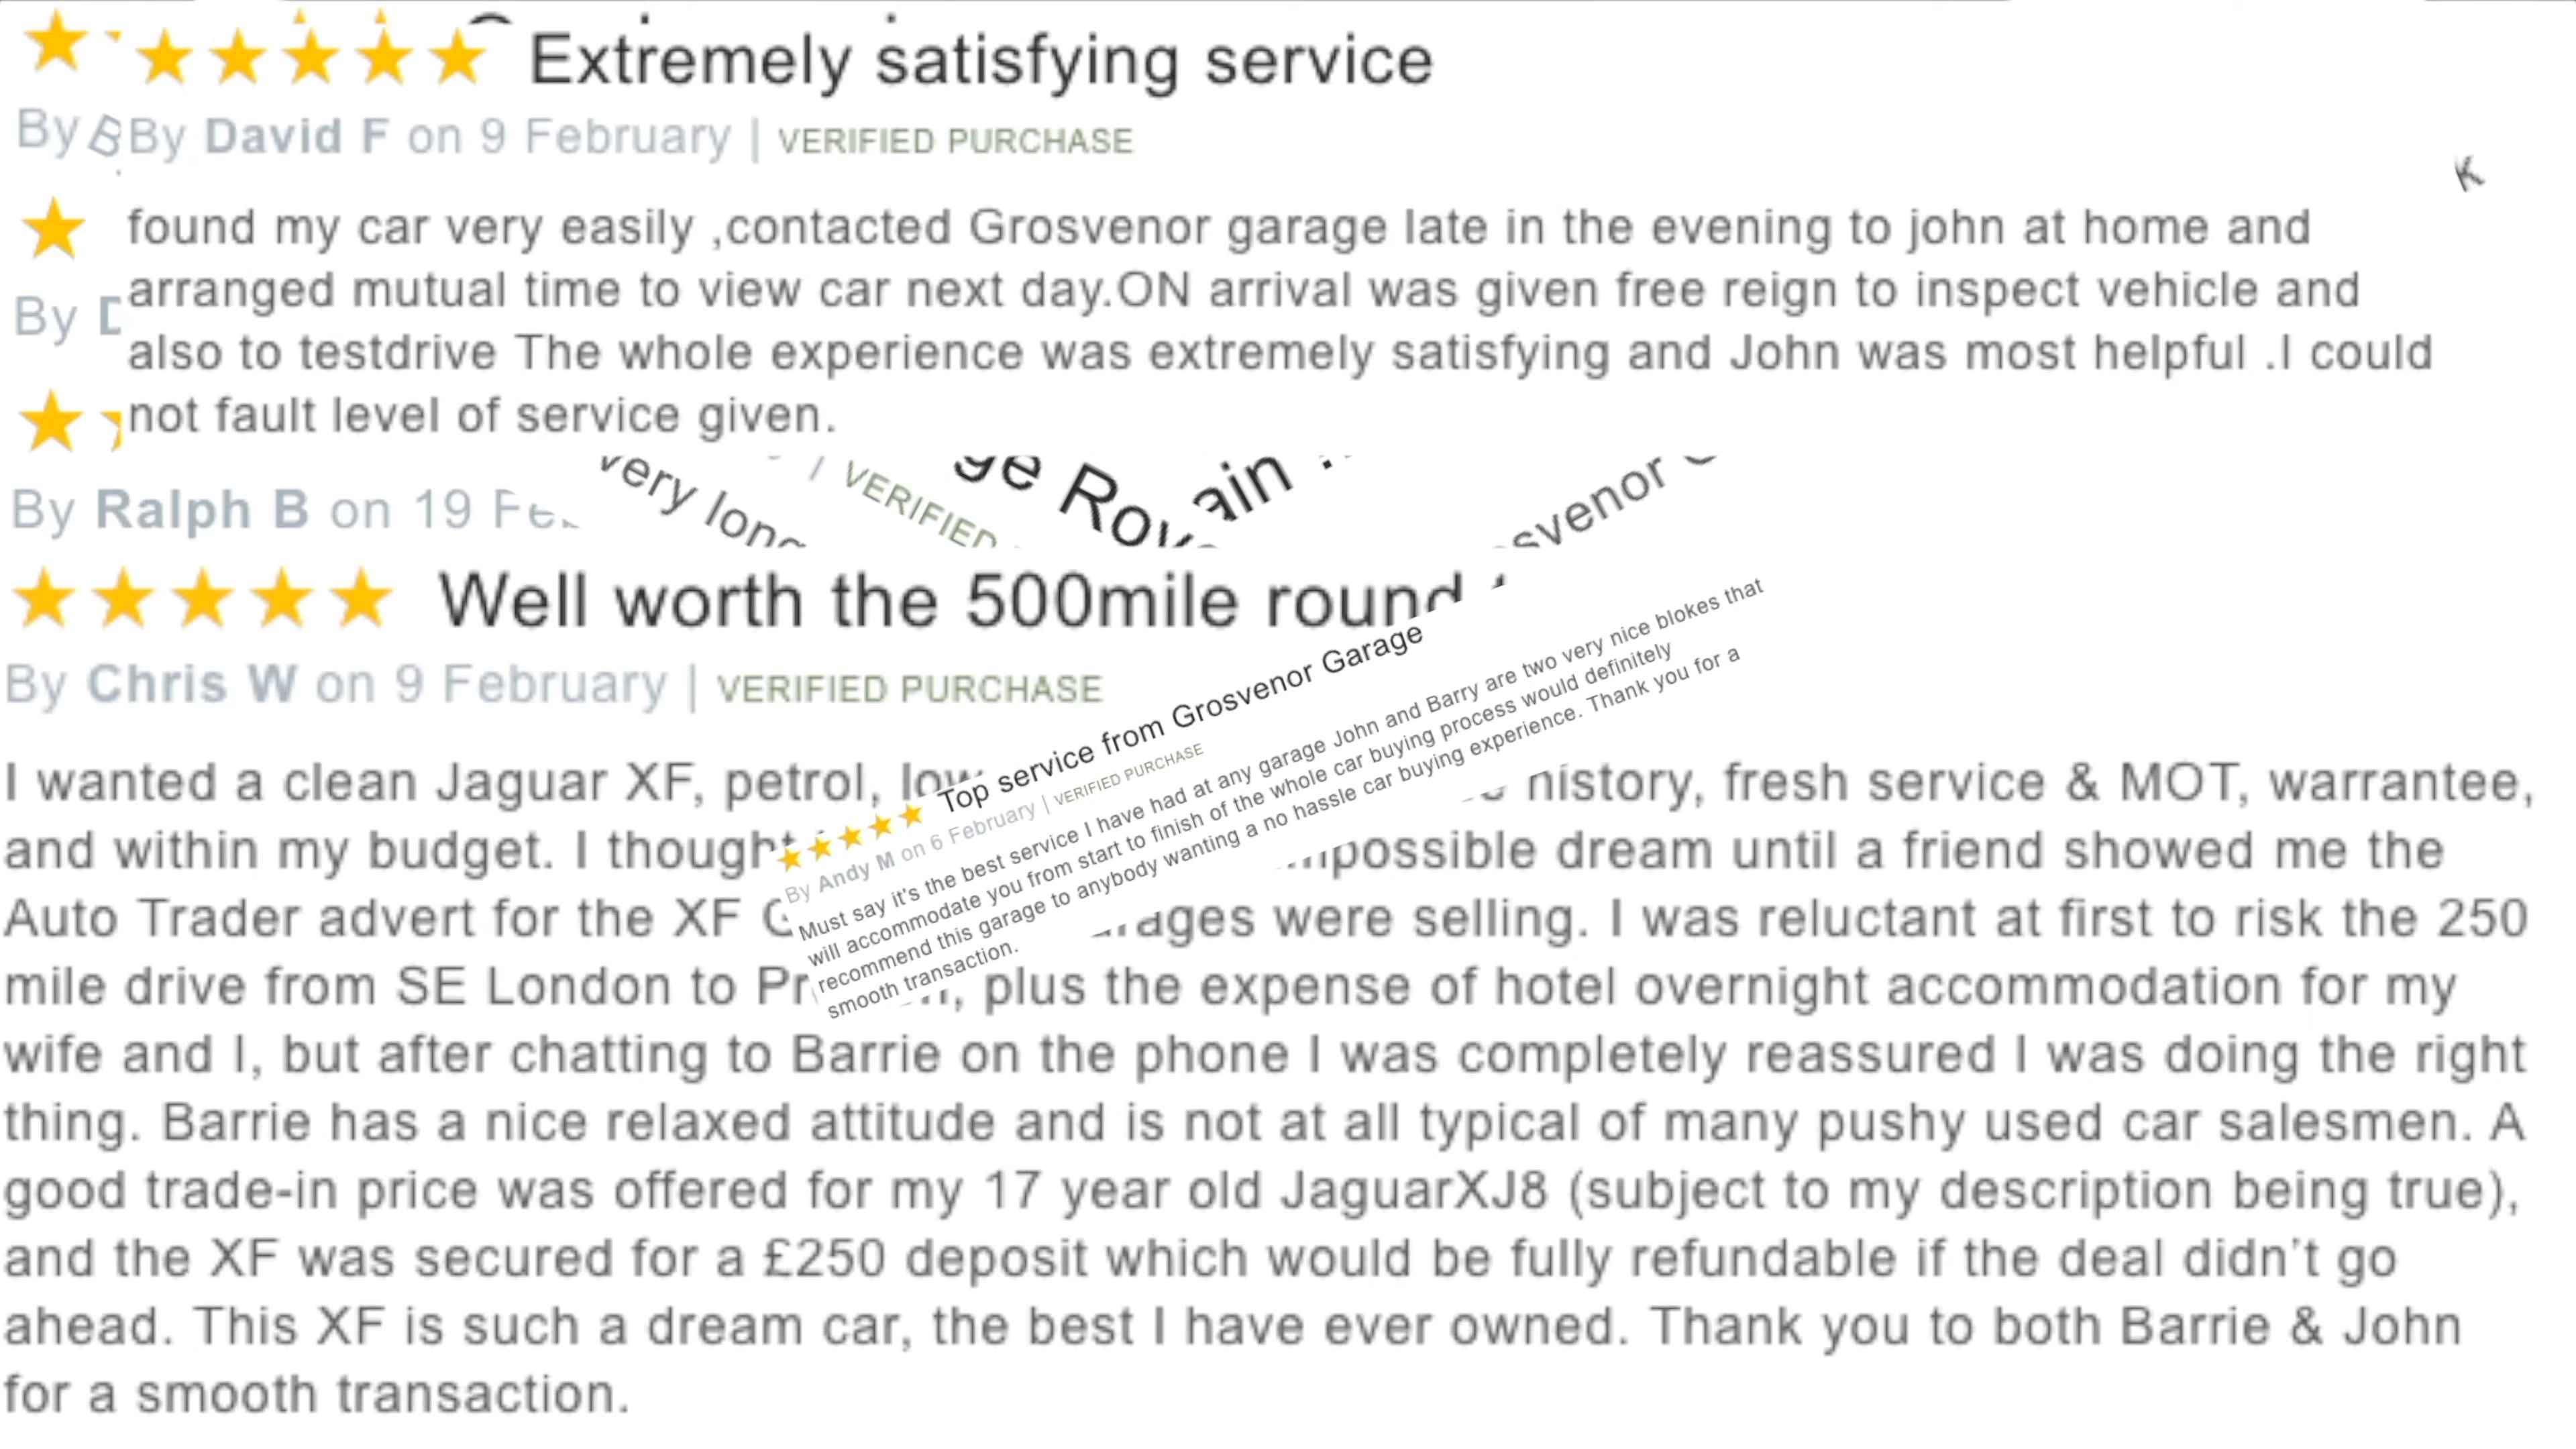 Extremely satisfying service
By By David F on 9 February | VERIFIED PURCHASE
found my car very easily ,contacted Grosvenor garage late in the evening to john at home and
By
arranged mutual time to view car next day.ON arrival was given free reign to inspect vehicle and
also to testdrive The whole experience was extremely satisfying and John was most helpful .I could
not fault level of service given.
By Ralph B on 19
very
VERIFIED
Well worth the 500mile round
By Chris W on 9 February | VERIFIED PURCHASE
Top service from Grosvenor Garage
By Andy M on 6 February | VERIFIED PURCHASE
Must say it's the best service I have had at any garage John and Barry are two very nice blokes that
will accommodate you from start to finish of the whole car buying process would definitely
recommend this garage to anybody wanting a no hassle car buying experience. Thank you for a
smooth transaction.
I wanted a clean Jaguar XF, petrol, history, fresh service & MOT, warrantee,
and within my budget. I though possible dream until a friend showed me the
Auto Trader advert for the XF ages were selling. I was reluctant at first to risk the 250
mile drive from SE London to plus the expense of hotel overnight accommodation for my
wife and I, but after chatting to Barrie on the phone I was completely reassured I was doing the right
thing. Barrie has a nice relaxed attitude and is not at all typical of many pushy used car salesmen. A
good trade-in price was offered for my 17 year old JaguarXJ8 (subject to my description being true),
and the XF was secured for a £250 deposit which would be fully refundable if the deal didn't go
ahead. This XF is such a dream car, the best I have ever owned. Thank you to both Barrie & John
for a smooth transaction.